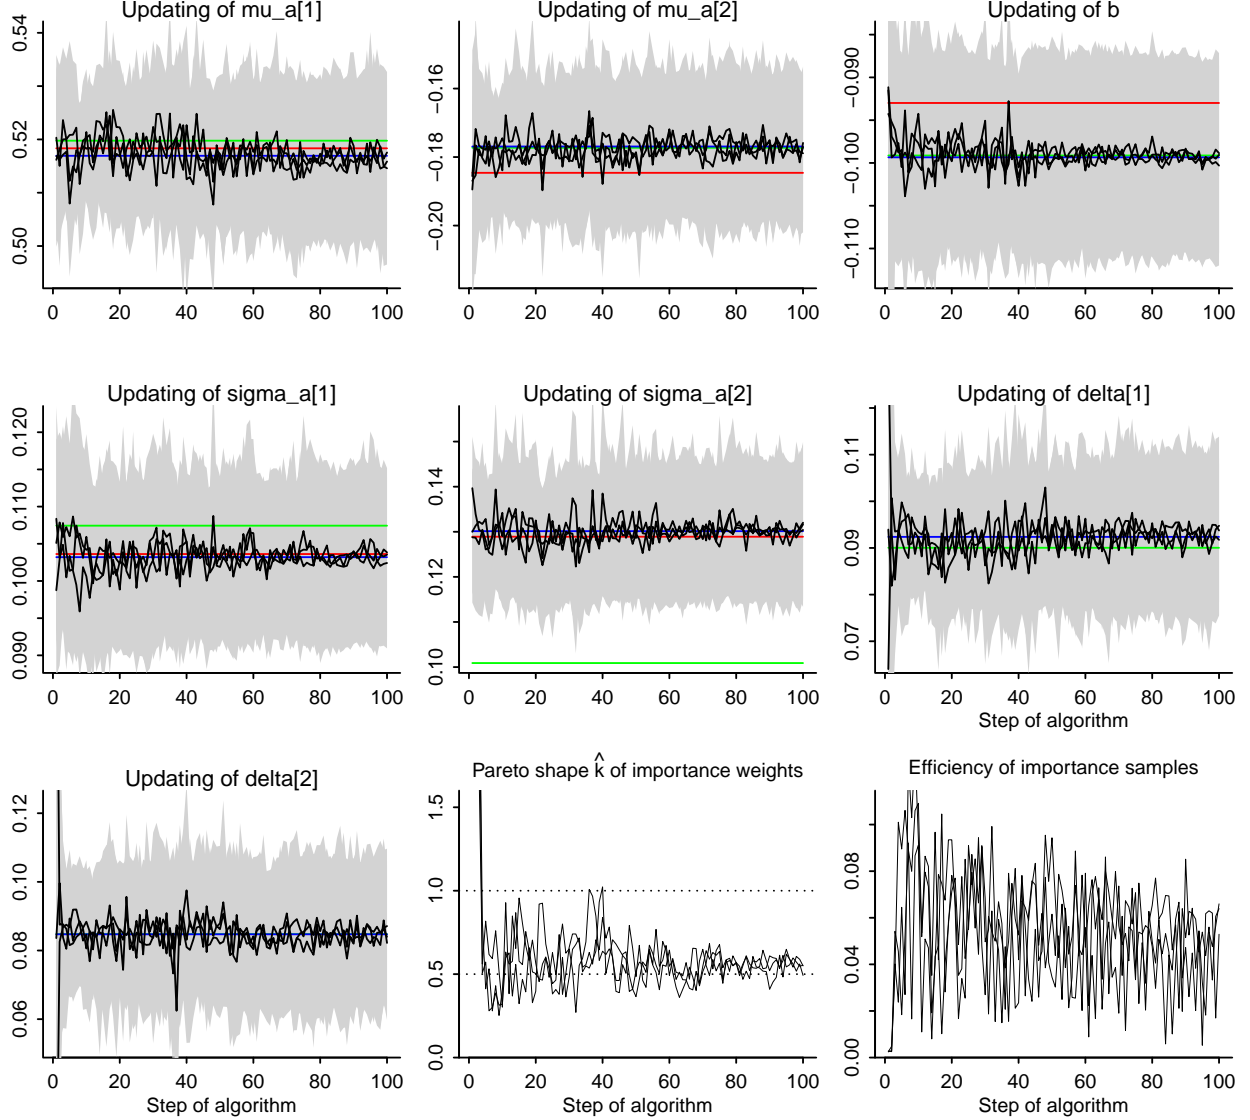 Updating of mu_a[1]
0.50 0.52 0.54
0 20 40 60 80 100
Updating of mu_a[2]
−0.20 −0.18 −0.16
0 20 40 60 80 100
Updating of b
−0.110 −0.100 −0.090
0 20 40 60 80 100
Updating of sigma_a[1]
0.090 0.100 0.110 0.120
0 20 40 60 80 100
Updating of sigma_a[2]
0.10 0.12 0.14
0 20 40 60 80 100
Updating of delta[1]
0.07 0.09 0.11
0 20 40 60 80 100
Step of algorithm
Updating of delta[2]
0.06 0.08 0.10 0.12
0 20 40 60 80 100
Step of algorithm
Pareto shape k̂ of importance weights
0.0 0.5 1.0 1.5
0 20 40 60 80 100
Step of algorithm
Efficiency of importance samples
0.00 0.04 0.08
0 20 40 60 80 100
Step of algorithm